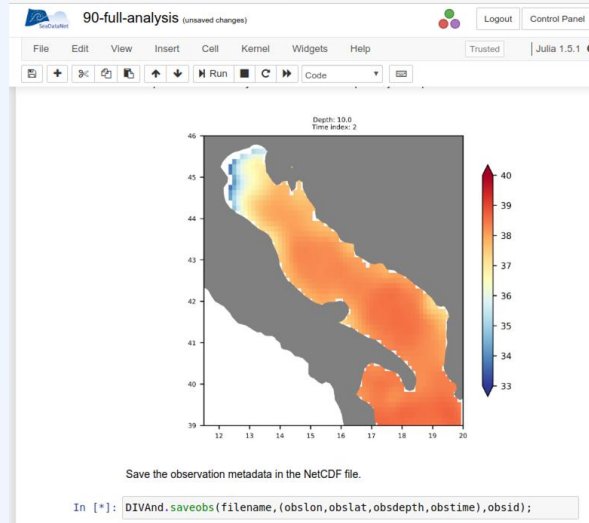 SeaDataNet
90-full-analysis (unsaved changes)
Logout
Control Panel
File Edit View Insert Cell Kernel Widgets Help
Trusted
Julia 1.5.1
Run
Code
Depth: 10.0
Time index: 2
46
45
44
43
42
41
40
39
12 13 14 15 16 17 18 19 20
40
39
38
37
36
35
34
33
Save the observation metadata in the NetCDF file.
In [*]: DIVAnd.saveobs(filename,(obslon,obslat,obsdepth,obstime),obsid);